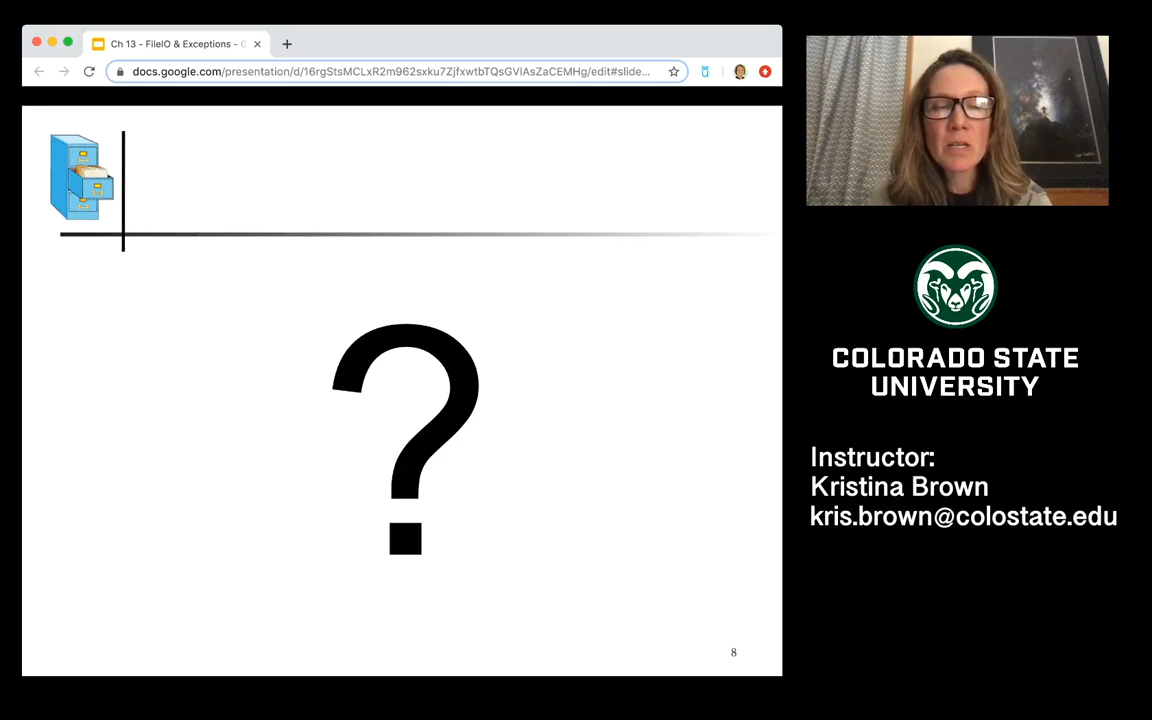 Ch 13 - FileIO & Exceptions - G
docs.google.com/presentation/d/16rgStsMCLxR2m962sxku7ZjfxwtbTQsGVlAsZaCEMHg/edit#slide...
?
8
COLORADO STATE
UNIVERSITY
Instructor:
Kristina Brown
kris.brown@colostate.edu